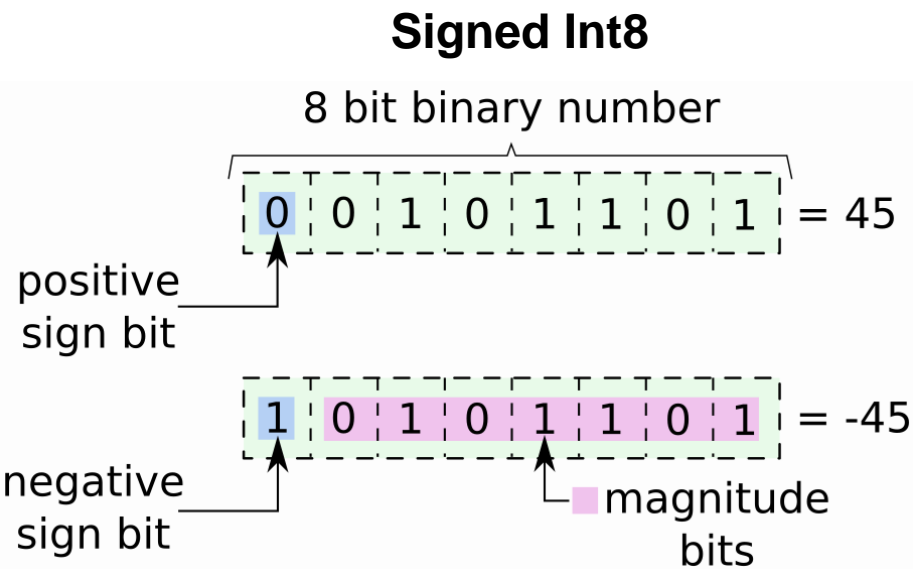 Signed Int8
8 bit binary number
0 0 1 0 1 1 0 1 = 45
positive
sign bit
1 0 1 0 1 1 0 1 = -45
negative
sign bit
magnitude
bits